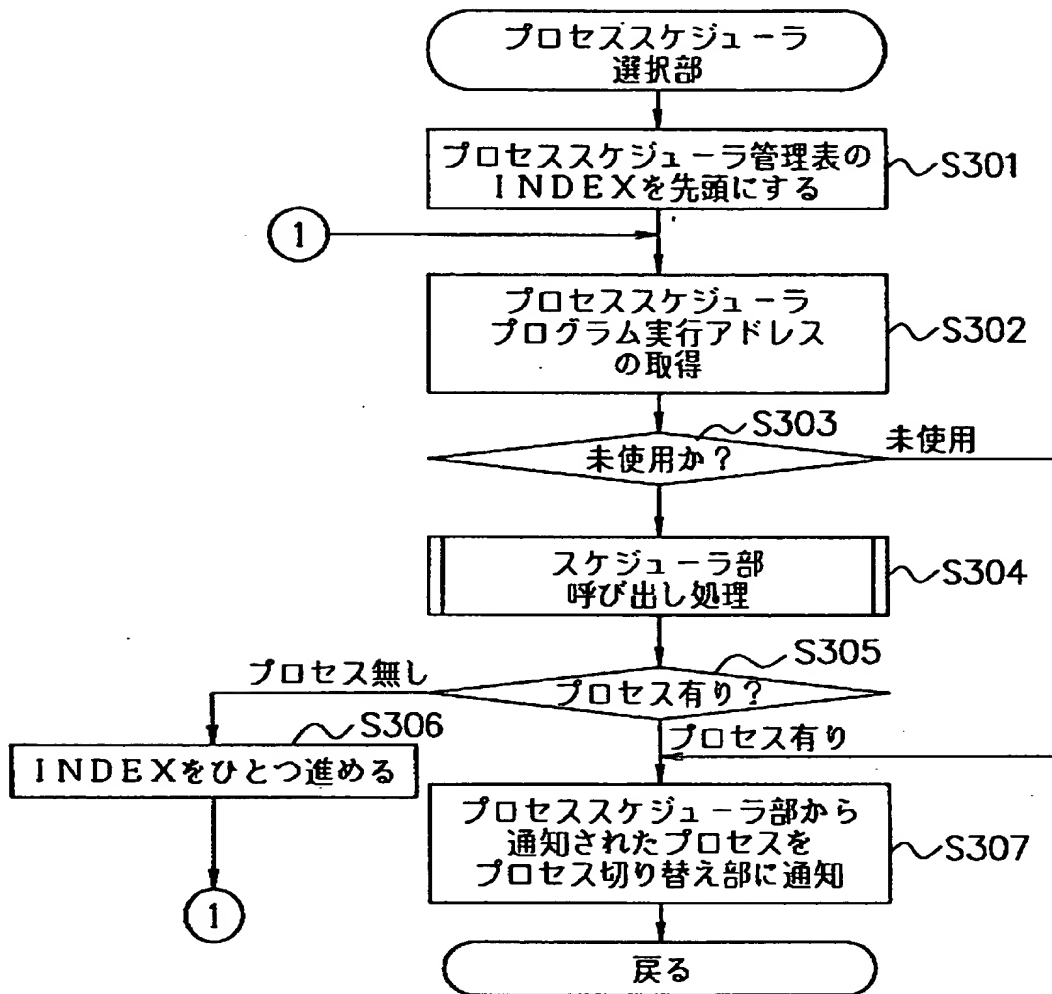 プロセススケジューラ
選択部
プロセススケジューラ管理表の
INDEXを先頭にする
S301
1
プロセススケジューラ
プログラム実行アドレス
の取得
S302
S303
未使用か?
未使用
スケジューラ部
呼び出し処理
S304
S305
プロセス無し
プロセス有り?
S306
プロセス有り
INDEXをひとつ進める
プロセススケジューラ部から
通知されたプロセスを
プロセス切り替え部に通知
S307
1
戻る